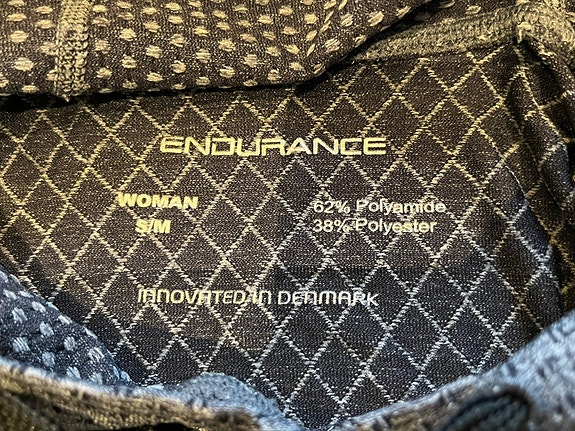 ENDURANCE
WOMAN
S/M
62% Polyamide
38% Polyester
INNOVATED IN DENMARK